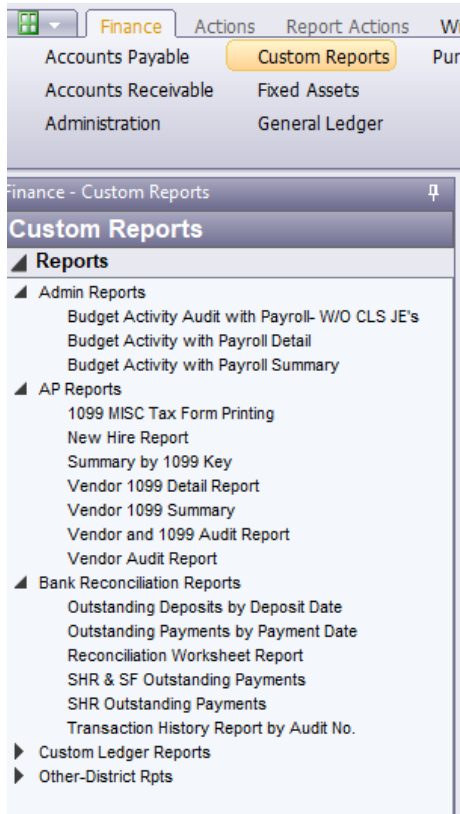 Finance Actions Report Actions
Accounts Payable Custom Reports
Accounts Receivable Fixed Assets
Administration General Ledger
Finance - Custom Reports
Custom Reports
Reports
Admin Reports
Budget Activity Audit with Payroll- W/O CLS JE's
Budget Activity with Payroll Detail
Budget Activity with Payroll Summary
AP Reports
1099 MISC Tax Form Printing
New Hire Report
Summary by 1099 Key
Vendor 1099 Detail Report
Vendor 1099 Summary
Vendor and 1099 Audit Report
Vendor Audit Report
Bank Reconciliation Reports
Outstanding Deposits by Deposit Date
Outstanding Payments by Payment Date
Reconciliation Worksheet Report
SHR & SF Outstanding Payments
SHR Outstanding Payments
Transaction History Report by Audit No.
Custom Ledger Reports
Other-District Rpts